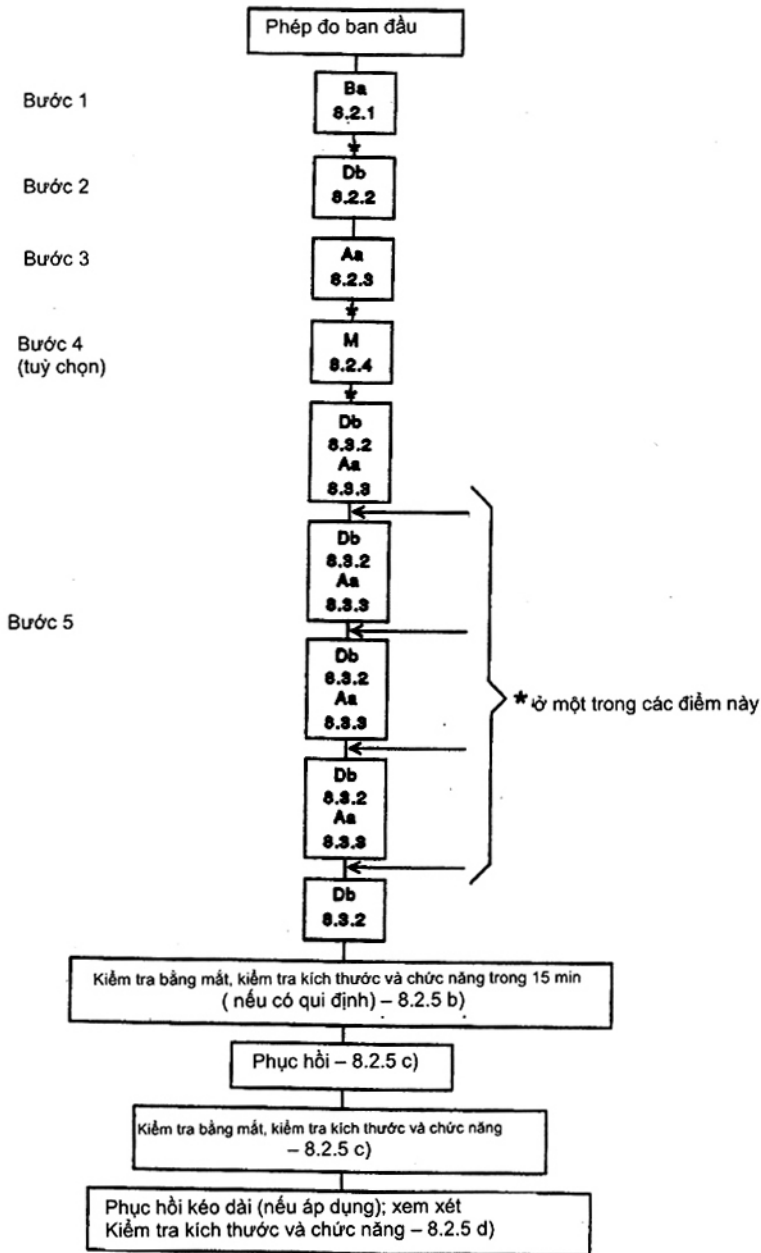 Phép đo ban đầu
Bước 1
Ba
8.2.1
*
Bước 2
Db
8.2.2
Bước 3
Aa
8.2.3
*
Bước 4
(tuỳ chọn)
M
8.2.4
*
Db
8.3.2
Aa
8.3.3
Db
8.3.2
Aa
8.3.3
Bước 5
Db
8.3.2
Aa
8.3.3
* ở một trong các điểm này
Db
8.3.2
Aa
8.3.3
Db
8.3.2
Kiểm tra bằng mắt, kiểm tra kích thước và chức năng trong 15 min
( nếu có qui định) – 8.2.5 b)
Phục hồi – 8.2.5 c)
Kiểm tra bằng mắt, kiểm tra kích thước và chức năng
– 8.2.5 c)
Phục hồi kéo dài (nếu áp dụng); xem xét
Kiểm tra kích thước và chức năng – 8.2.5 d)